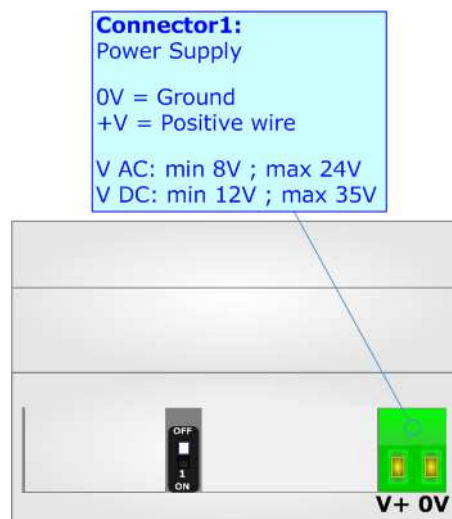 Connector1:
Power Supply
0V = Ground
+V = Positive wire
V AC: min 8V ; max 24V
V DC: min 12V ; max 35V
OFF
1
ON
V+ 0V